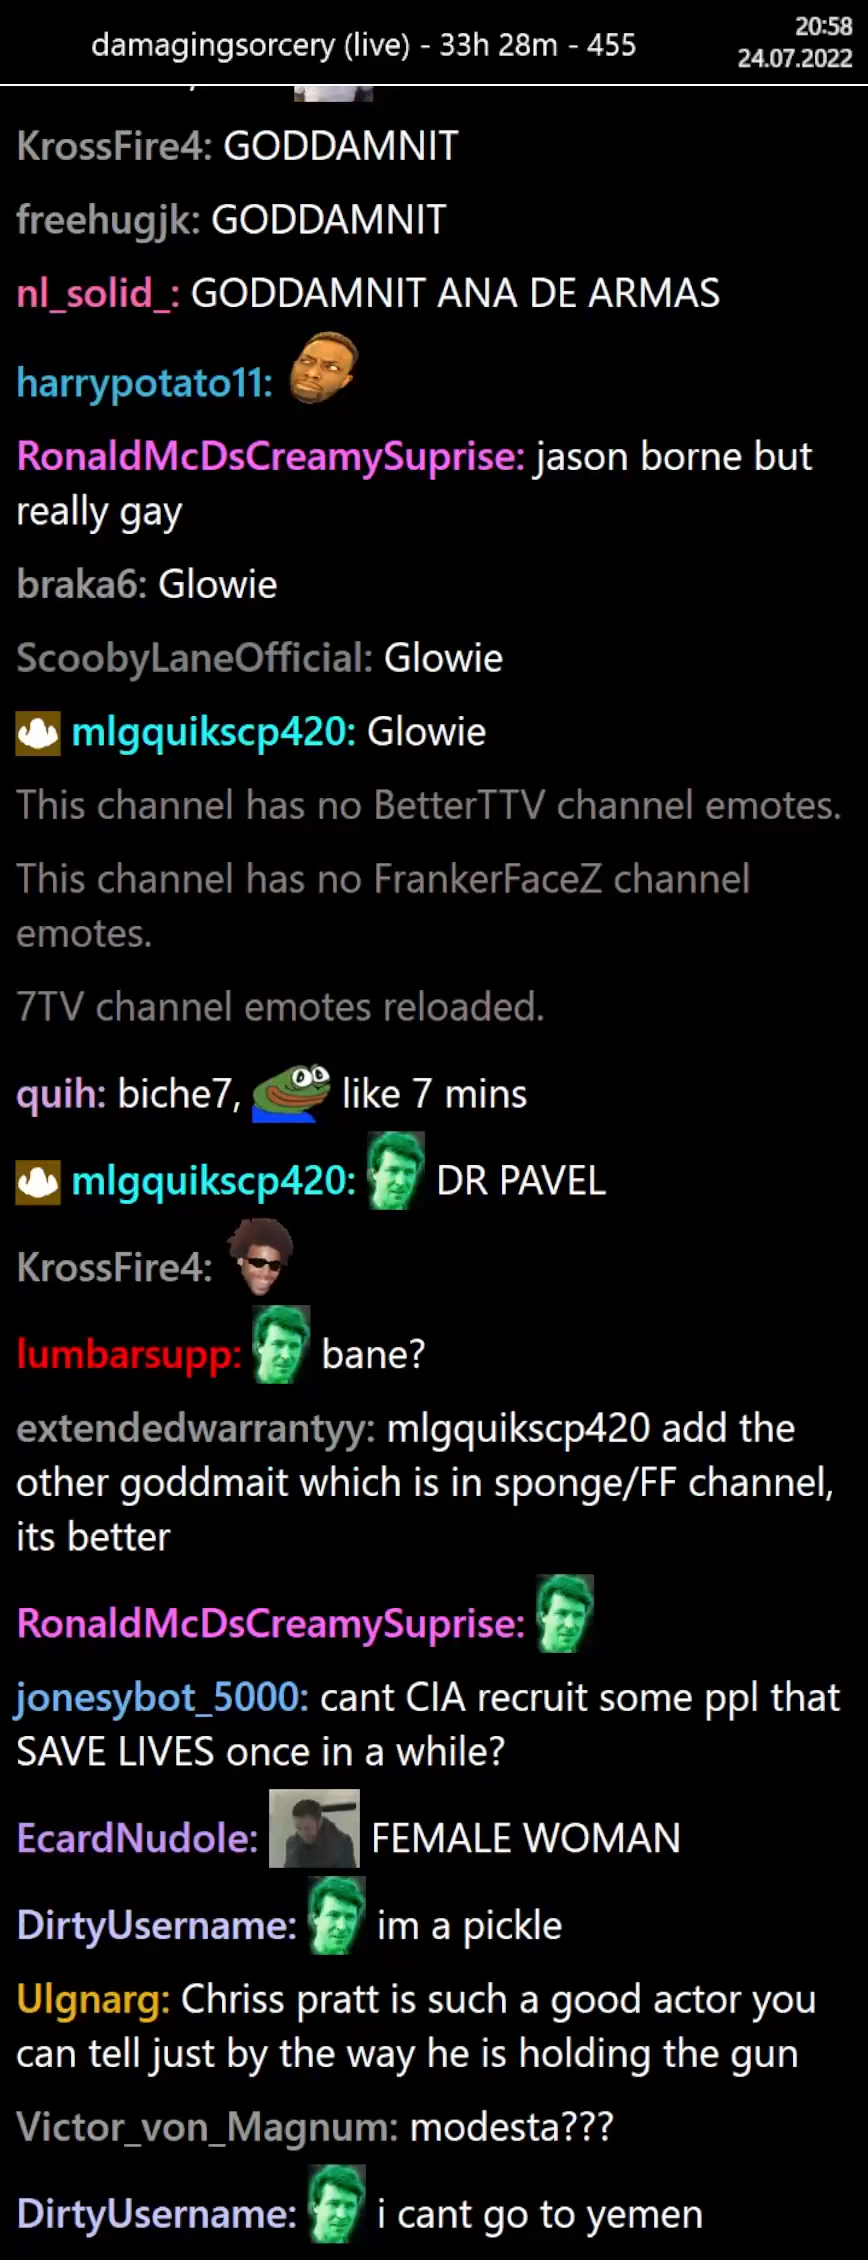 damagingsorcery (live) - 33h 28m - 455
20:58
24.07.2022
KrossFire4: GODDAMNIT
freehugjk: GODDAMNIT
nl_solid_: GODDAMNIT ANA DE ARMAS
harrypotato11:
RonaldMcDsCreamySuprise: jason borne but
really gay
braka6: Glowie
ScoobyLaneOfficial: Glowie
mlgquikscp420: Glowie
This channel has no BetterTTV channel emotes.
This channel has no FrankerFaceZ channel
emotes.
7TV channel emotes reloaded.
quih: biche7, like 7 mins
mlgquikscp420: DR PAVEL
KrossFire4:
lumbarsupp: bane?
extendedwarrantyy: mlgquikscp420 add the
other goddmait which is in sponge/FF channel,
its better
RonaldMcDsCreamySuprise:
jonesybot_5000: cant CIA recruit some ppl that
SAVE LIVES once in a while?
EcardNudole: FEMALE WOMAN
DirtyUsername: im a pickle
Ulgnarg: Chriss pratt is such a good actor you
can tell just by the way he is holding the gun
Victor_von_Magnum: modesta???
DirtyUsername: i cant go to yemen